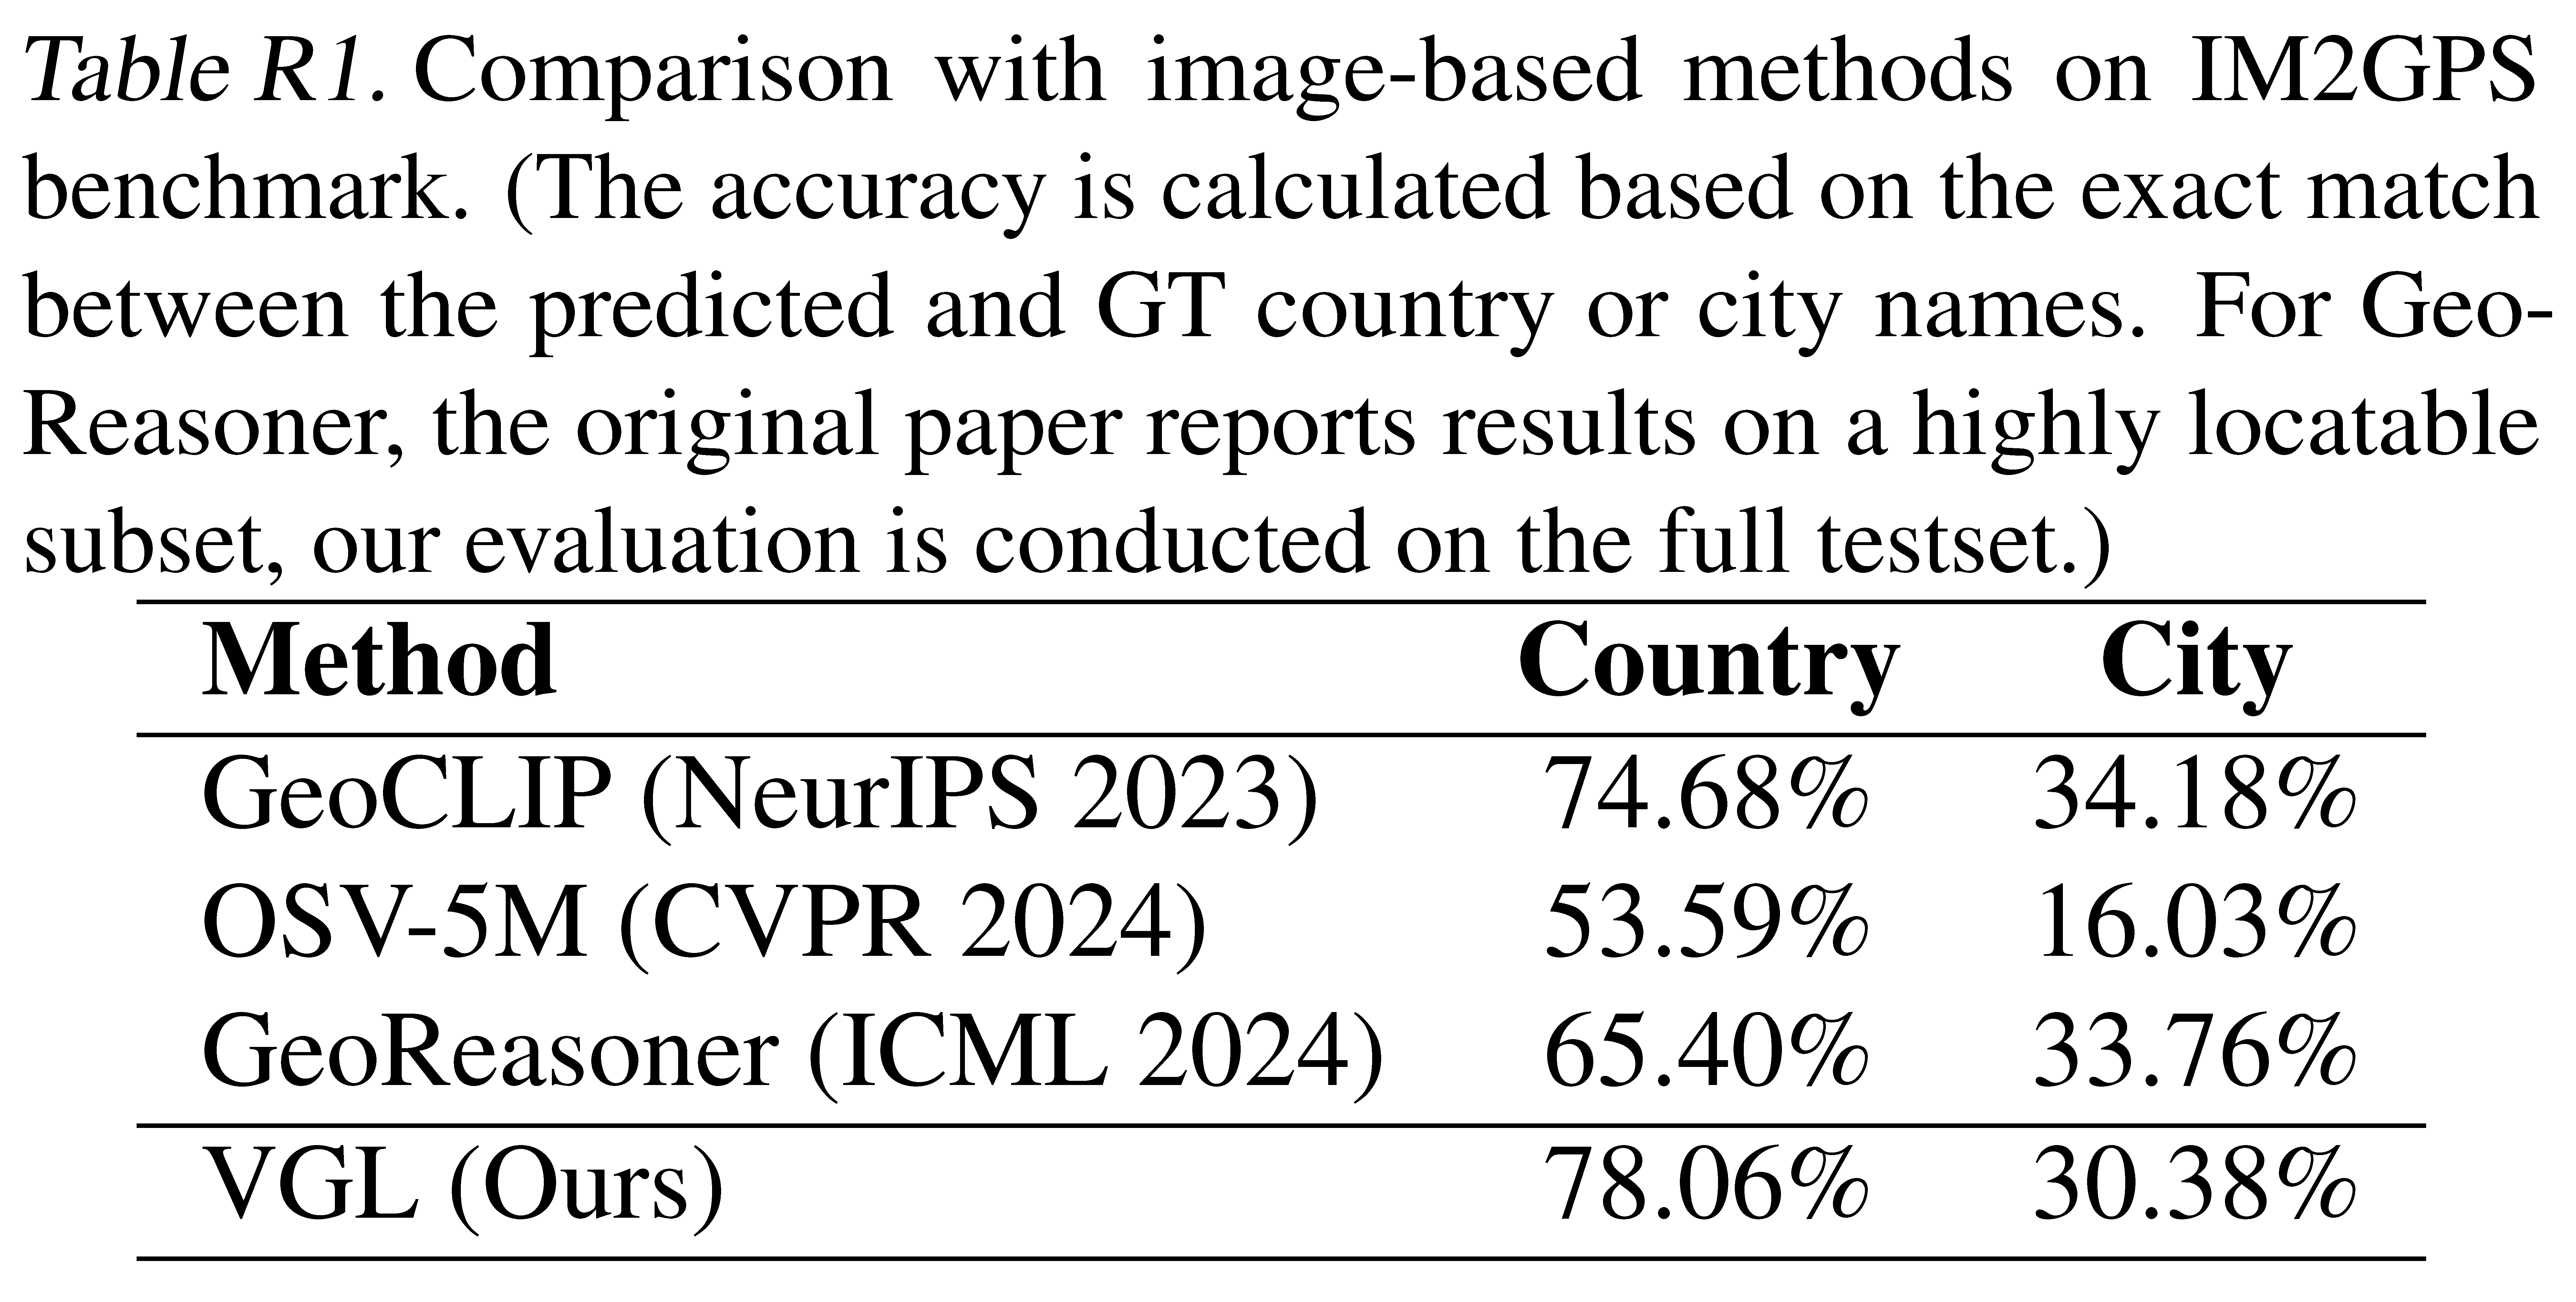 Table R1. Comparison with image-based methods on IM2GPS
benchmark. (The accuracy is calculated based on the exact match
between the predicted and GT country or city names. For Geo-
Reasoner, the original paper reports results on a highly locatable
subset, our evaluation is conducted on the full testset.)
Method Country City
GeoCLIP (NeurIPS 2023) 74.68% 34.18%
OSV-5M (CVPR 2024) 53.59% 16.03%
GeoReasoner (ICML 2024) 65.40% 33.76%
VGL (Ours) 78.06% 30.38%